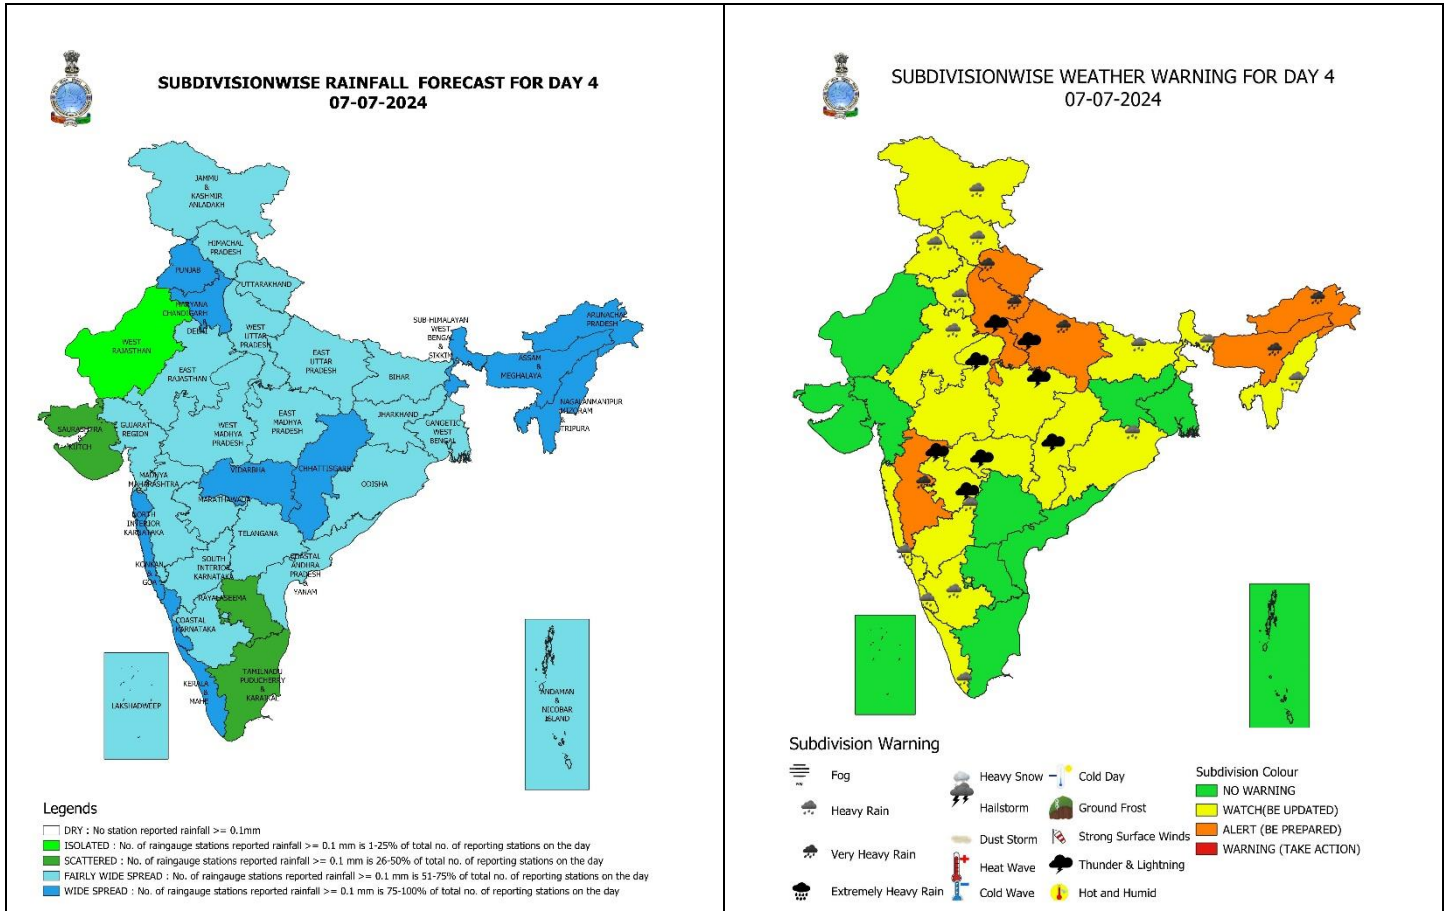 SUBDIVISIONWISE RAINFALL FORECAST FOR DAY 4
07-07-2024
JAMMU
&
KASHMIR
ANLADAKH
HIMACHAL
PRADESH
PUNJAB
UTTARAKHAND
HARYANA
CHANDIGARH
&
DELHI
WEST
UTTAR
PRADESH
SUB-HIMALAYAN
WEST
BENGAL
&
SIKKIM
ARUNACHAL
PRADESH
WEST
RAJASTHAN
EAST
RAJASTHAN
EAST
UTTAR
PRADESH
BIHAR
ASSAM
&
MEGHALAYA
NAGALANMANIPUR
MIZORAM
&
TRIPURA
SAURASHTRA
&
KUTCH
GUJARAT
REGION
WEST
MADHYA
PRADESH
EAST
MADHYA
PRADESH
JHARKHAND
GANGETIC
WEST
BENGAL
MADHYA
MAHARASHTRA
VIDARBHA
CHHATTISGARH
ODISHA
MARATHAWADA
NORTH
INTERIOR
KARNATAKA
TELANGANA
KONKAN
&
GOA
SOUTH
INTERIOR
KARNATAKA
COASTAL
ANDHRA
PRADESH
&
YANAM
RAYALASEEMA
COASTAL
KARNATAKA
TAMILNADU
PUDUCHERRY
&
KARAIKAL
KERALA
&
MAHE
LAKSHADWEEP
ANDAMAN
&
NICOBAR
ISLAND
Legends
DRY : No station reported rainfall >= 0.1mm
ISOLATED : No. of raingauge stations reported rainfall >= 0.1 mm is 1-25% of total no. of reporting stations on the day
SCATTERED : No. of raingauge stations reported rainfall >= 0.1 mm is 26-50% of total no. of reporting stations on the day
FAIRLY WIDE SPREAD : No. of raingauge stations reported rainfall >= 0.1 mm is 51-75% of total no. of reporting stations on the day
WIDE SPREAD : No. of raingauge stations reported rainfall >= 0.1 mm is 75-100% of total no. of reporting stations on the day
SUBDIVISIONWISE WEATHER WARNING FOR DAY 4
07-07-2024
Subdivision Warning
Fog
Heavy Rain
Very Heavy Rain
Extremely Heavy Rain
Heavy Snow
Hailstorm
Dust Storm
Heat Wave
Cold Wave
Cold Day
Ground Frost
Strong Surface Winds
Thunder & Lightning
Hot and Humid
Subdivision Colour
NO WARNING
WATCH(BE UPDATED)
ALERT (BE PREPARED)
WARNING (TAKE ACTION)